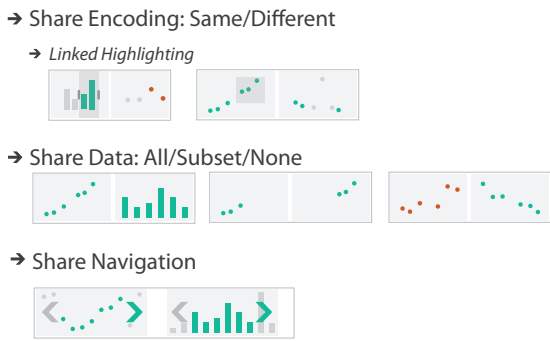 → Share Encoding: Same/Different
→ Linked Highlighting
→ Share Data: All/Subset/None
→ Share Navigation